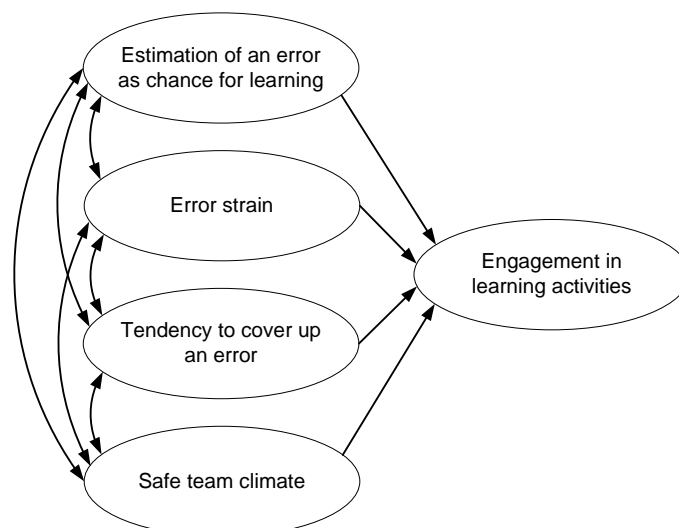 Estimation of an error
as chance for learning
Error strain
Engagement in
learning activities
Tendency to cover up
an error
Safe team climate